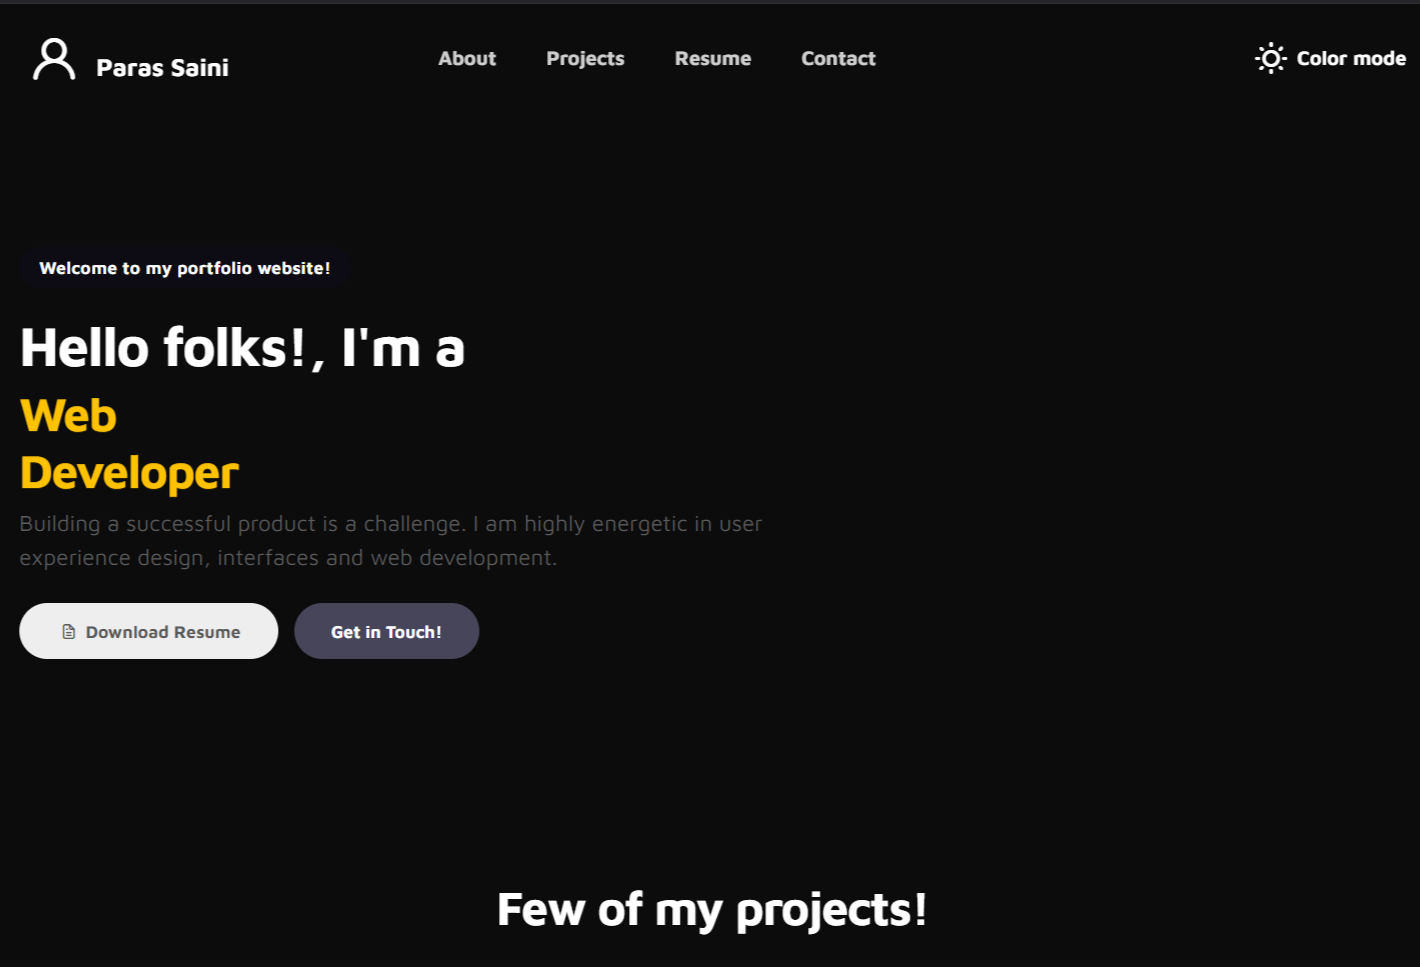 Paras Saini
About Projects Resume Contact
Color mode
Welcome to my portfolio website!
Hello folks!, I'm a
Web
Developer
Building a successful product is a challenge. I am highly energetic in user
experience design, interfaces and web development.
Download Resume
Get in Touch!
Few of my projects!